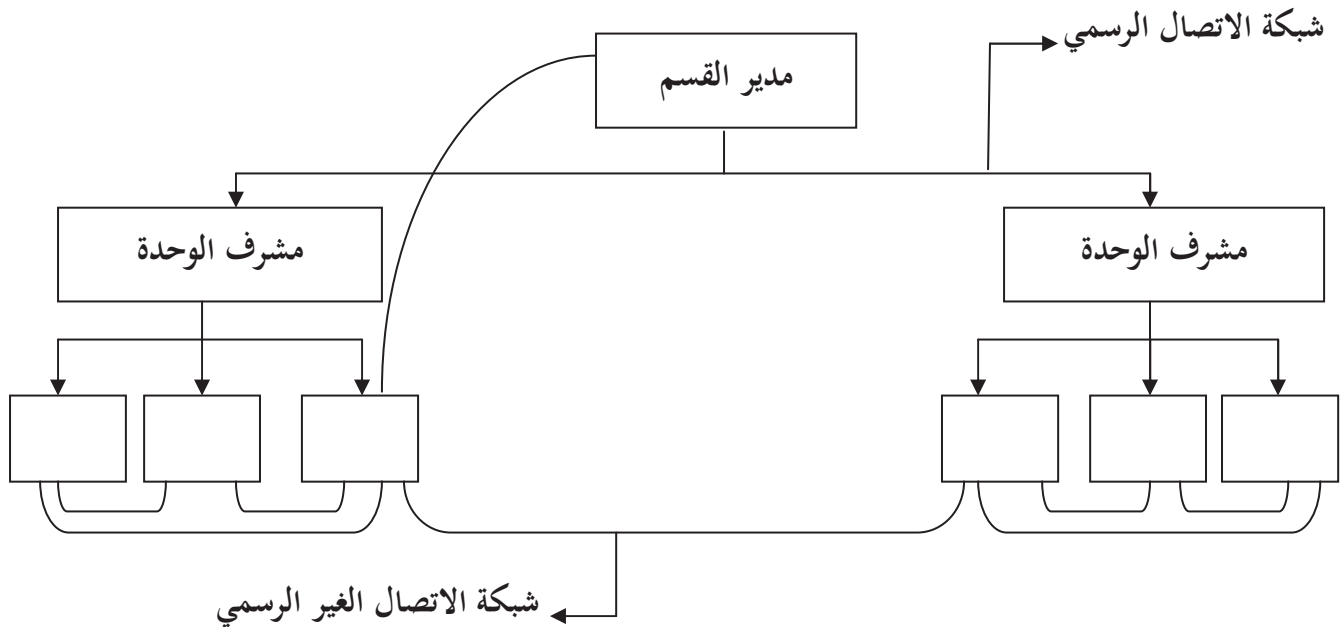 شبكة الاتصال الرسمي
مدير القسم
مشرف الوحدة
مشرف الوحدة
شبكة الاتصال الغير الرسمي